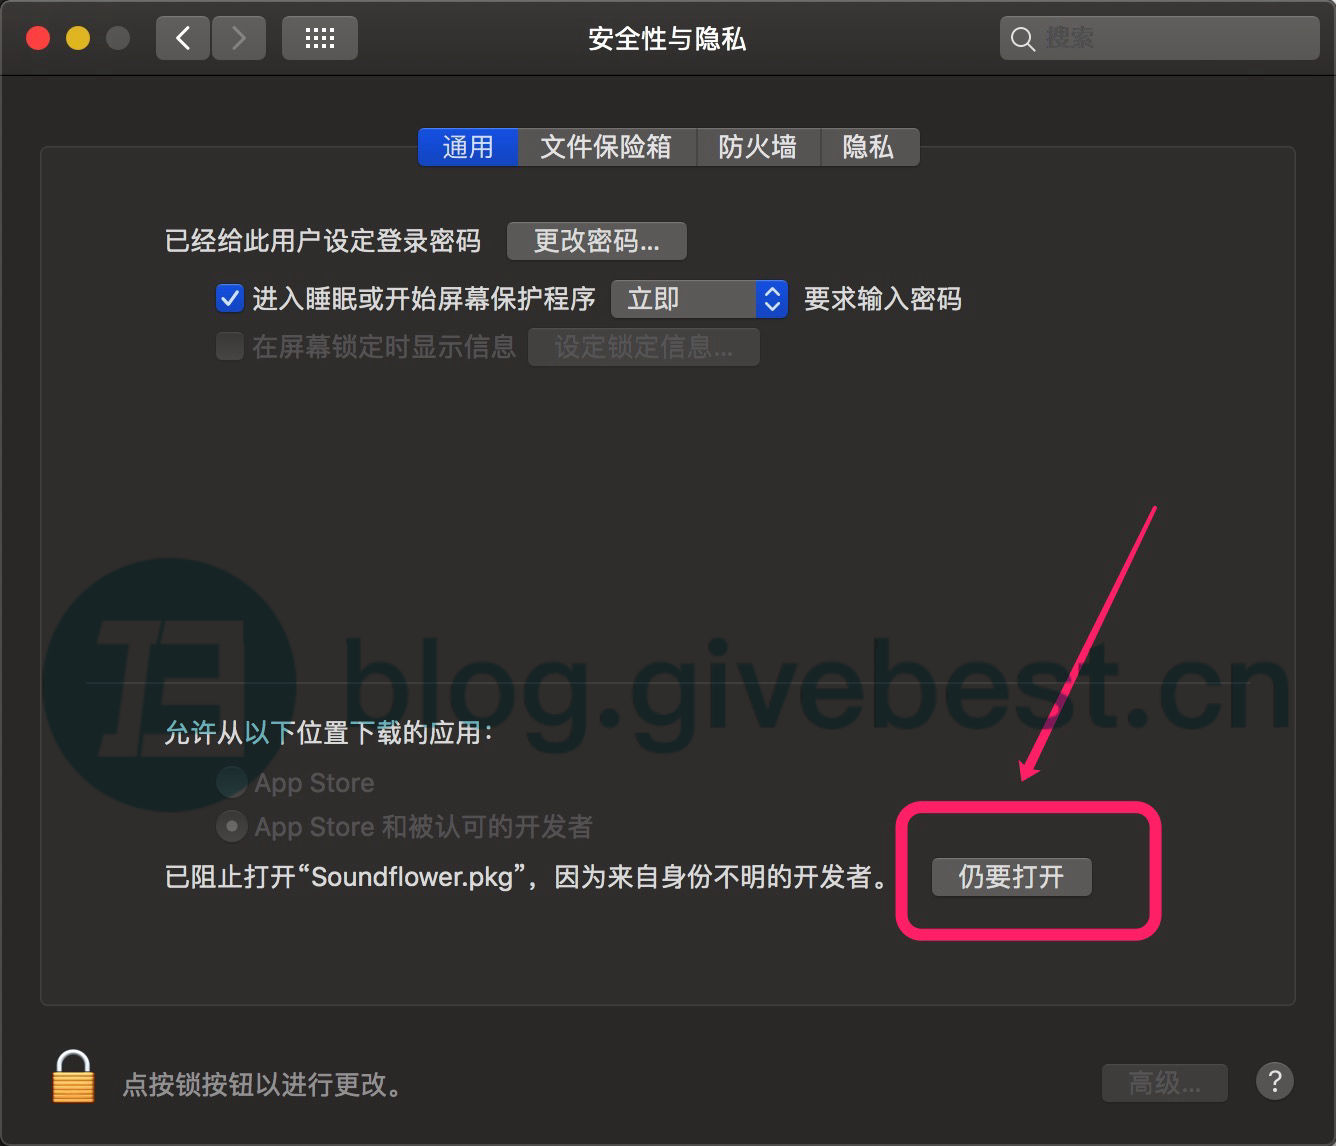 安全性与隐私
搜索
通用 文件保险箱 防火墙 隐私
已经给此用户设定登录密码 更改密码...
进入睡眠或开始屏幕保护程序 立即 要求输入密码
在屏幕锁定时显示信息 设定锁定信息...
blog.givebest.cn
允许从以下位置下载的应用：
App Store
App Store 和被认可的开发者
已阻止打开“Soundflower.pkg”，因为来自身份不明的开发者。 仍要打开
点按锁按钮以进行更改。 高级... ?